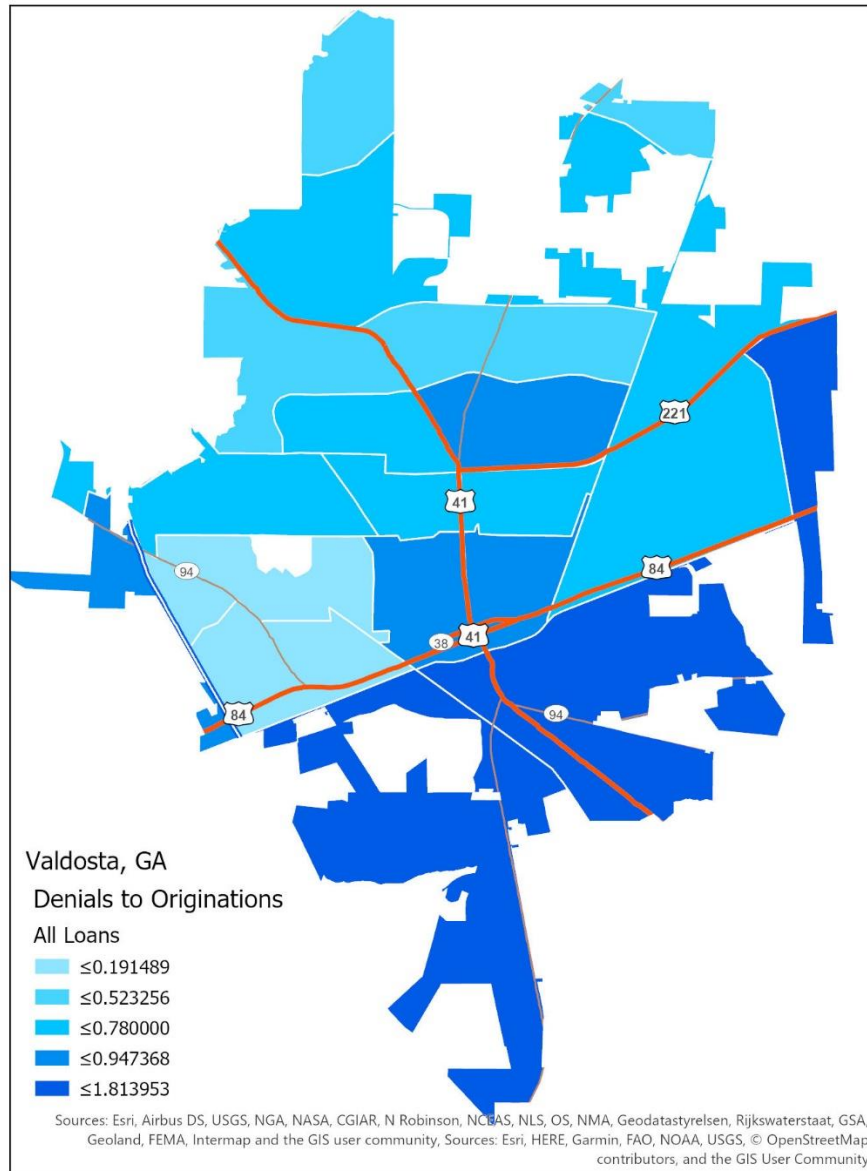 221
41
94
84
38
41
84
94
Valdosta, GA
Denials to Originations
All Loans
≤0.191489
≤0.523256
≤0.780000
≤0.947368
≤1.813953
Sources: Esri, Airbus DS, USGS, NGA, NASA, CGIAR, N Robinson, NCEAS, NLS, OS, NMA, Geodatastyrelsen, Rijkswaterstaat, GSA,
Geoland, FEMA, Intermap and the GIS user community, Sources: Esri, HERE, Garmin, FAO, NOAA, USGS, © OpenStreetMap
contributors, and the GIS User Community